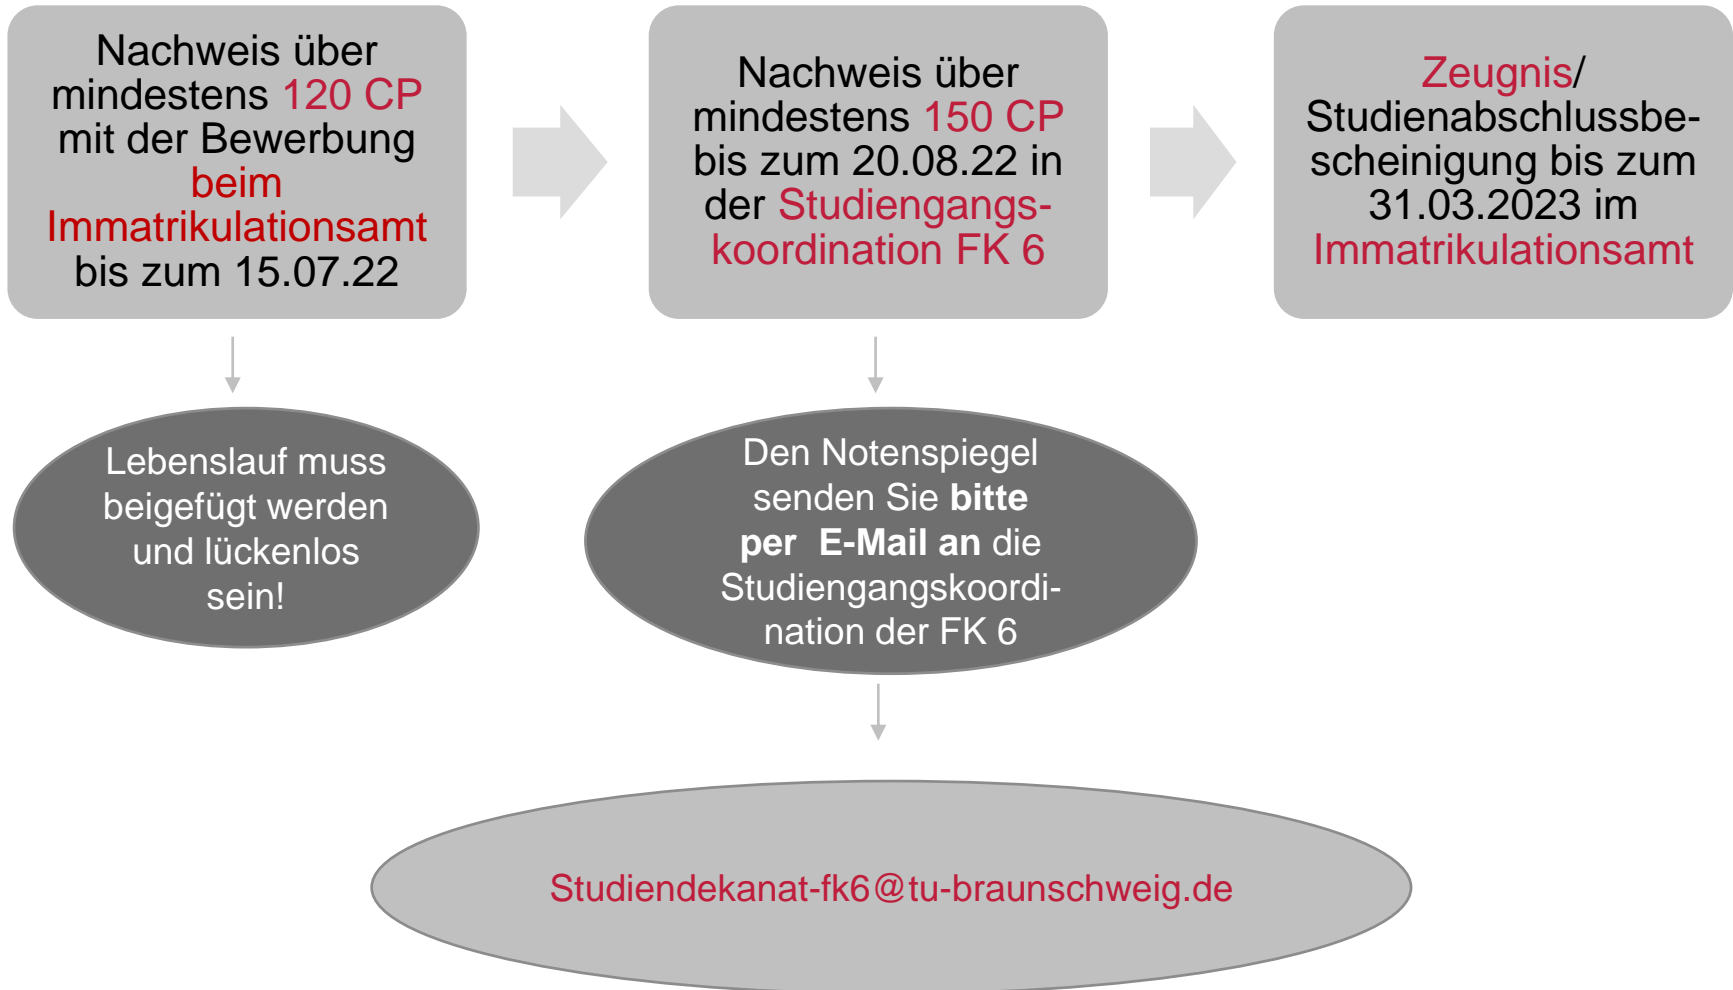 Nachweis über
mindestens 120 CP
mit der Bewerbung
beim
Immatrikulationsamt
bis zum 15.07.22
Nachweis über
mindestens 150 CP
bis zum 20.08.22 in
der Studiengangs-
koordination FK 6
Zeugnis/
Studienabschlussbe-
scheinigung bis zum
31.03.2023 im
Immatrikulationsamt
Lebenslauf muss
beigefügt werden
und lückenlos
sein!
Den Notenspiegel
senden Sie bitte
per E-Mail an die
Studiengangskoordi-
nation der FK 6
Studiendekanat-fk6@tu-braunschweig.de